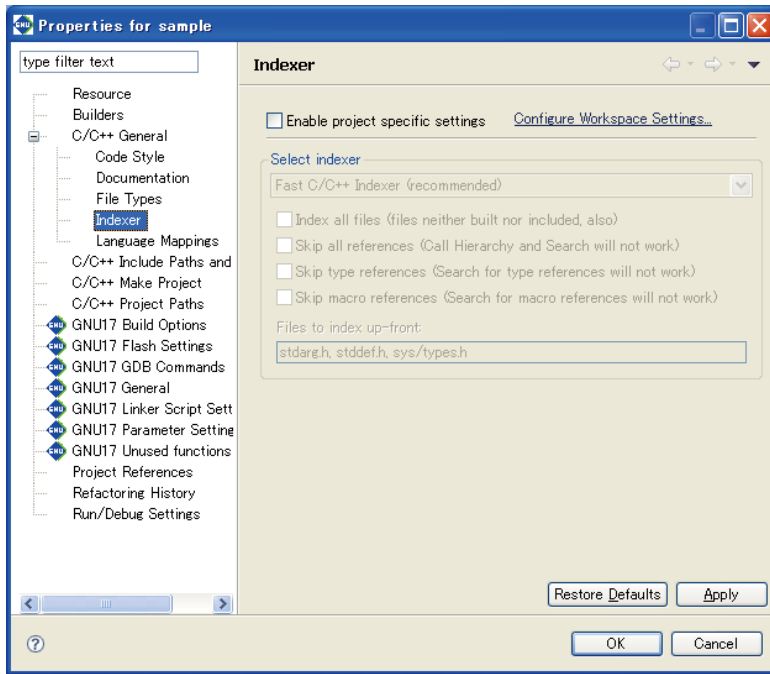 Properties for sample
type filter text
Resource
Builders
C/C++ General
Code Style
Documentation
File Types
Indexer
Language Mappings
C/C++ Include Paths and
C/C++ Make Project
C/C++ Project Paths
GNU17 Build Options
GNU17 Flash Settings
GNU17 GDB Commands
GNU17 General
GNU17 Linker Script Sett
GNU17 Parameter Setting
GNU17 Unused functions
Project References
Refactoring History
Run/Debug Settings
Indexer
Enable project specific settings
Configure Workspace Settings...
Select indexer
Fast C/C++ Indexer (recommended)
Index all files (files neither built nor included, also)
Skip all references (Call Hierarchy and Search will not work)
Skip type references (Search for type references will not work)
Skip macro references (Search for macro references will not work)
Files to index up-front:
stdarg.h, stddef.h, sys/types.h
Restore Defaults
Apply
OK
Cancel